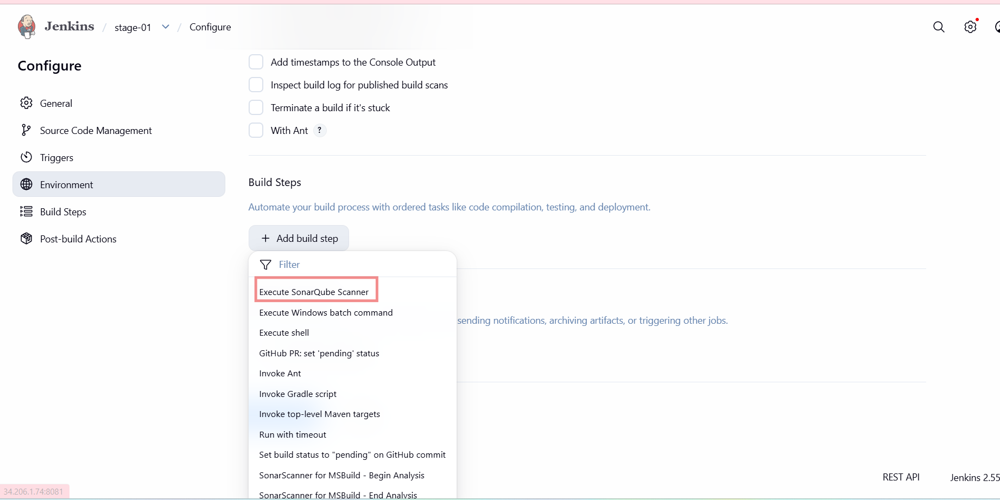 Jenkins / stage-01 / Configure
Configure
General
Source Code Management
Triggers
Environment
Build Steps
Post-build Actions
Add timestamps to the Console Output
Inspect build log for published build scans
Terminate a build if it's stuck
With Ant ?
Build Steps
Automate your build process with ordered tasks like code compilation, testing, and deployment.
+ Add build step
Filter
Execute SonarQube Scanner
Execute Windows batch command
Execute shell
GitHub PR: set 'pending' status
Invoke Ant
Invoke Gradle script
Invoke top-level Maven targets
Run with timeout
Set build status to "pending" on GitHub commit
SonarScanner for MSBuild - Begin Analysis
SonarScanner for MSBuild - End Analysis
sending notifications, archiving artifacts, or triggering other jobs.
REST API
Jenkins 2.55
34.206.1.74:8081